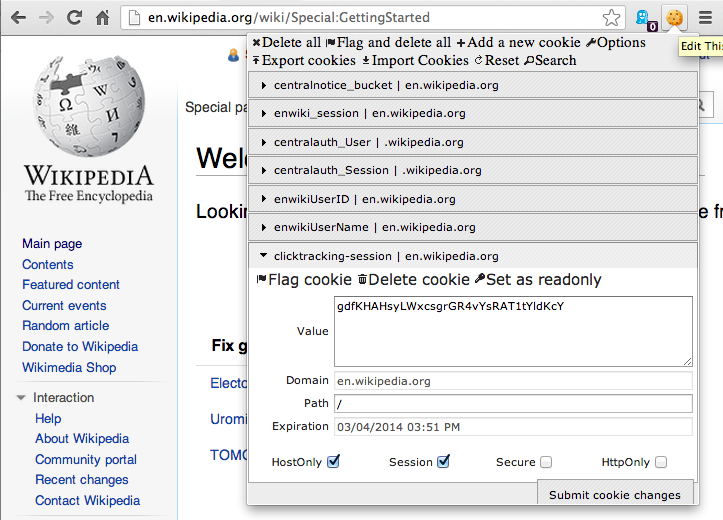 en.wikipedia.org/wiki/Special:GettingStarted
0
Edit This
Delete all Flag and delete all Add a new cookie Options
Export cookies Import Cookies Reset Search
centralnotice_bucket | en.wikipedia.org
enwiki_session | en.wikipedia.org
centralauth_User | .wikipedia.org
centralauth_Session | .wikipedia.org
enwikiUserID | en.wikipedia.org
enwikiUserName | en.wikipedia.org
clicktracking-session | en.wikipedia.org
Flag cookie Delete cookie Set as readonly
Value gdfKHAHsyLWxcsgrGR4vYsRAT1tYldKcY
Domain en.wikipedia.org
Path /
Expiration 03/04/2014 03:51 PM
HostOnly Session Secure HttpOnly
Submit cookie changes
WIKIPEDIA
The Free Encyclopedia
Main page
Contents
Featured content
Current events
Random article
Donate to Wikipedia
Wikimedia Shop
Interaction
Help
About Wikipedia
Community portal
Recent changes
Contact Wikipedia
Special pa
Welc
Lookin
e fr
Fix g
Electo
Uromi
TOMO